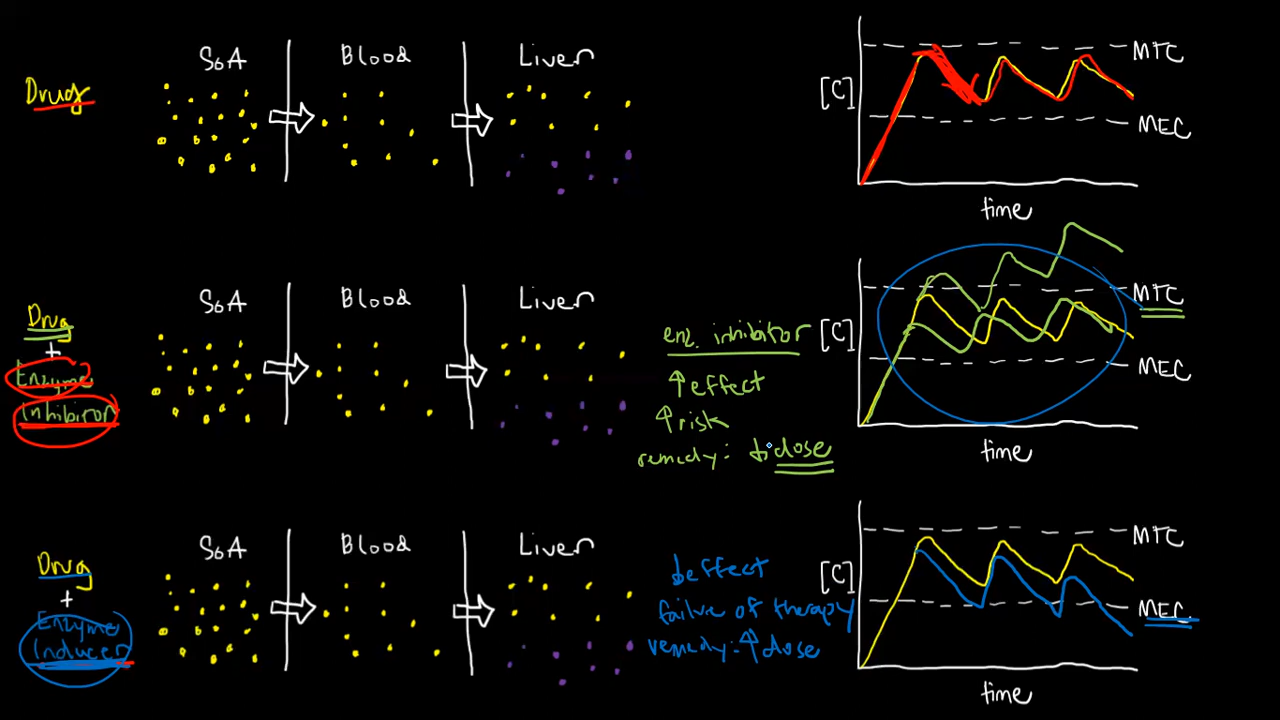 Drug
SoA Blood Liver
[C] MTC
MEC
time
Drug
+
Enzyme
Inhibitor
SoA Blood Liver
enz. inhibitor
↑ effect
↑ risk
remedy: ↓ dose
[C] MTC
MEC
time
Drug
+
Enzyme
Inducer
SoA Blood Liver
↓ effect
failure of therapy
remedy: ↑ dose
[C] MTC
MEC
time